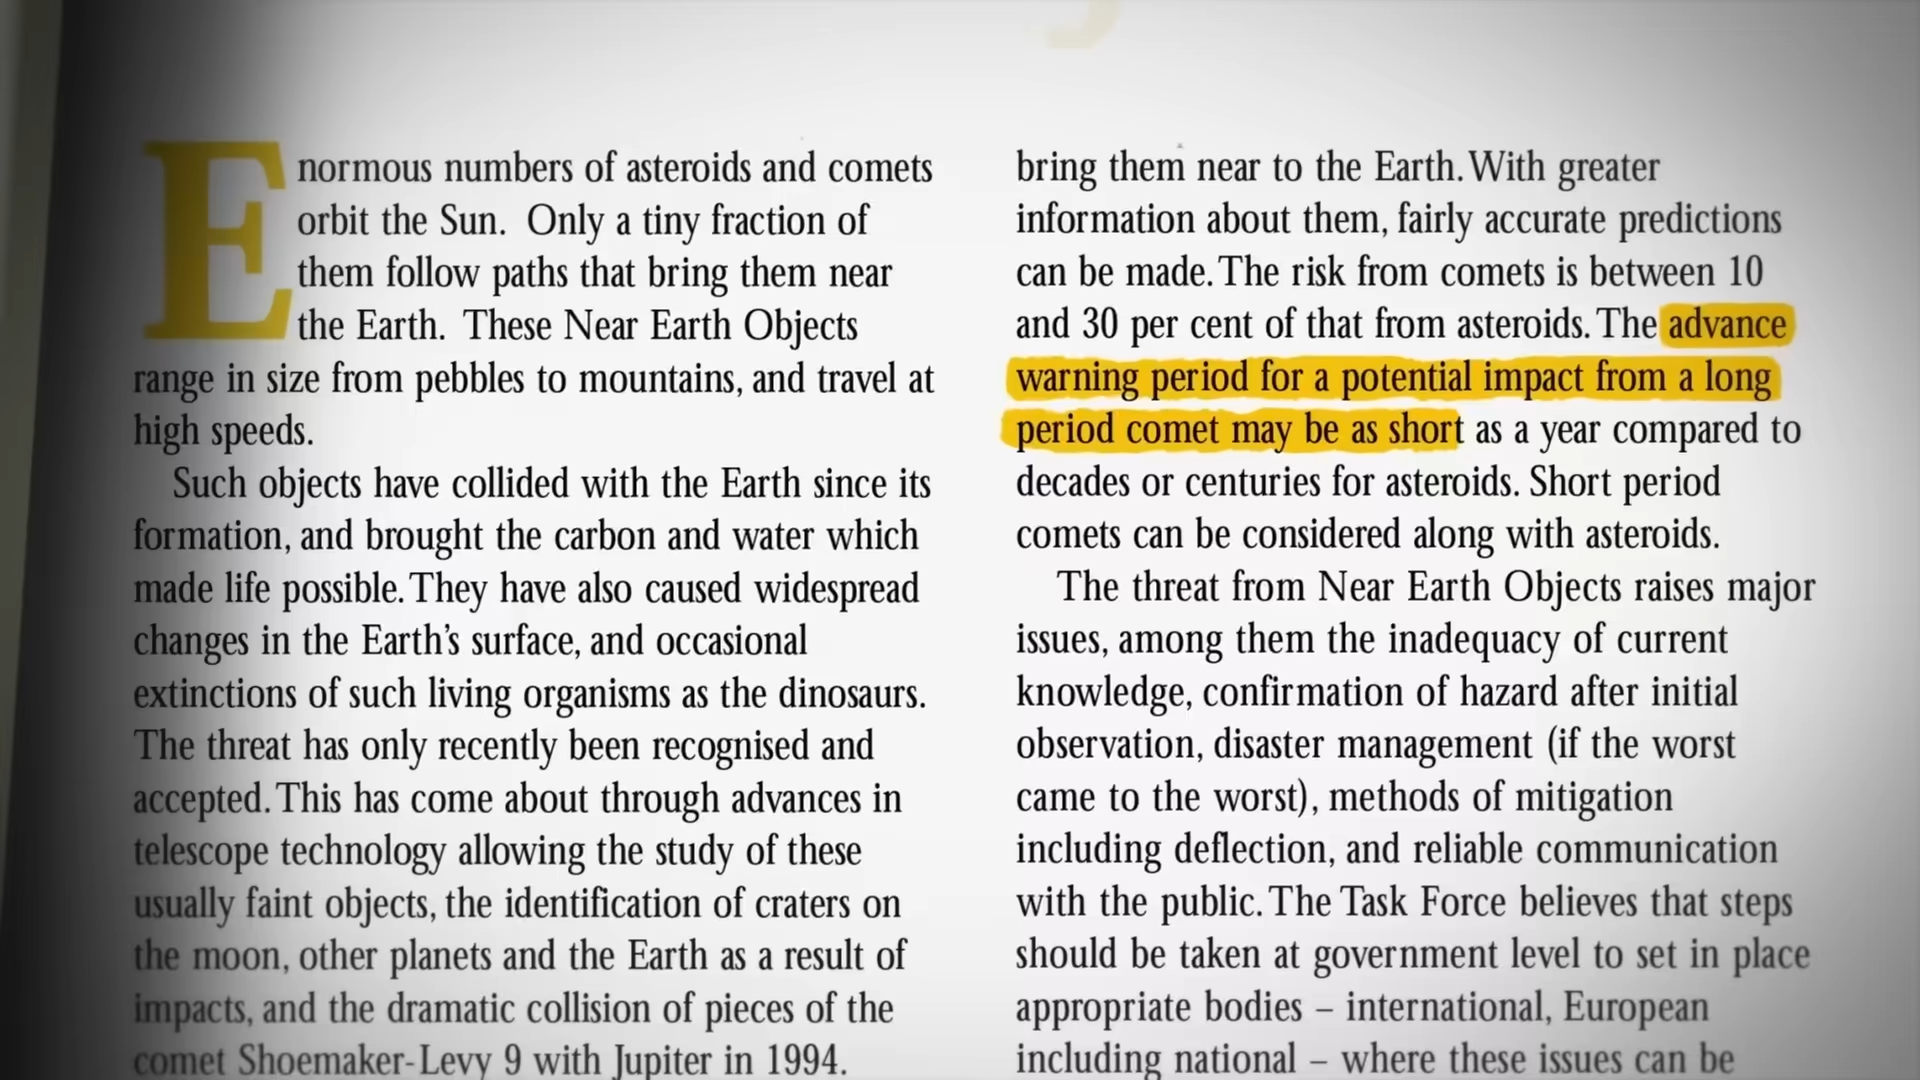 Enormous numbers of asteroids and comets
orbit the Sun. Only a tiny fraction of
them follow paths that bring them near
the Earth. These Near Earth Objects
range in size from pebbles to mountains, and travel at
high speeds.
Such objects have collided with the Earth since its
formation, and brought the carbon and water which
made life possible. They have also caused widespread
changes in the Earth's surface, and occasional
extinctions of such living organisms as the dinosaurs.
The threat has only recently been recognised and
accepted. This has come about through advances in
telescope technology allowing the study of these
usually faint objects, the identification of craters on
the moon, other planets and the Earth as a result of
impacts, and the dramatic collision of pieces of the
comet Shoemaker-Levy 9 with Jupiter in 1994.
bring them near to the Earth. With greater
information about them, fairly accurate predictions
can be made. The risk from comets is between 10
and 30 per cent of that from asteroids. The advance
warning period for a potential impact from a long
period comet may be as short as a year compared to
decades or centuries for asteroids. Short period
comets can be considered along with asteroids.
The threat from Near Earth Objects raises major
issues, among them the inadequacy of current
knowledge, confirmation of hazard after initial
observation, disaster management (if the worst
came to the worst), methods of mitigation
including deflection, and reliable communication
with the public. The Task Force believes that steps
should be taken at government level to set in place
appropriate bodies – international, European
including national – where these issues can be